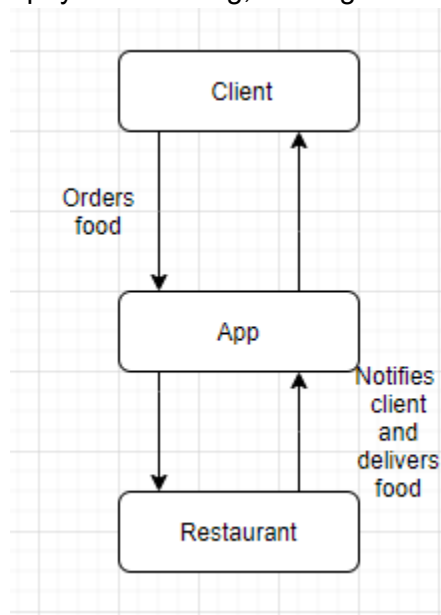 Client
Orders
food
App
Notifies
client
and
delivers
food
Restaurant